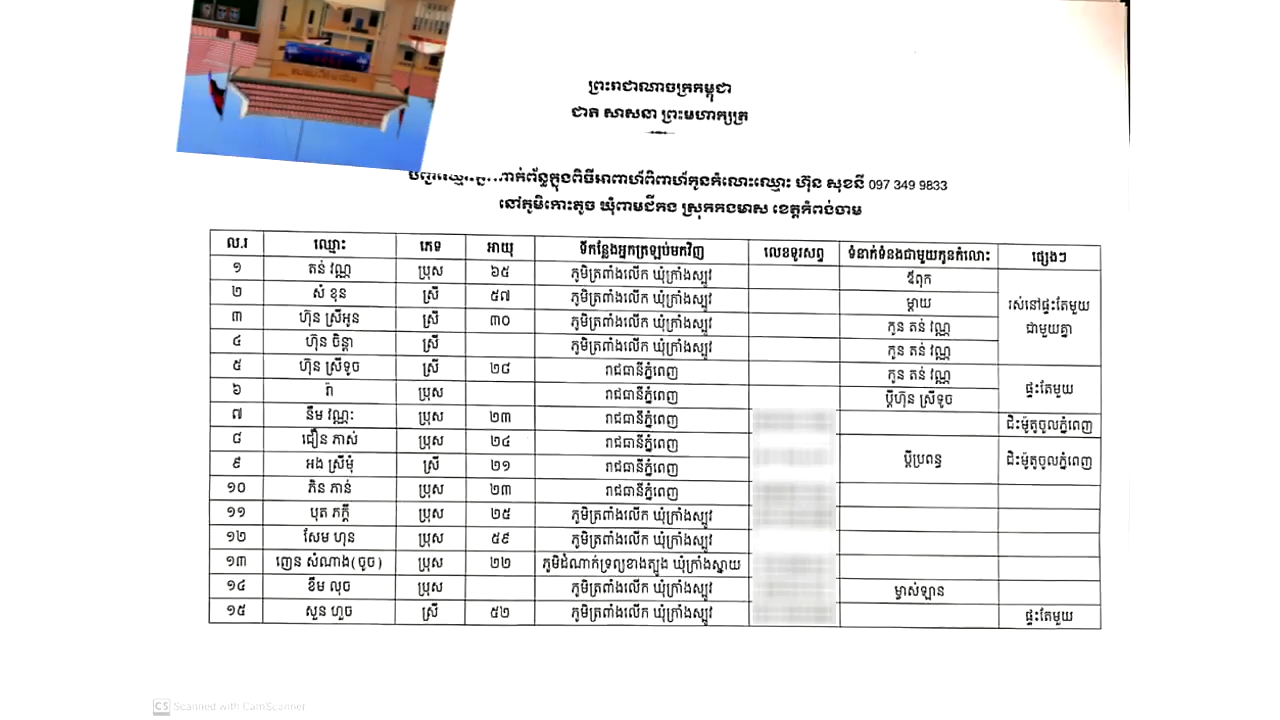 ព្រះរាជាណាចក្រកម្ពុជា
ជាតិ សាសនា ព្រះមហាក្សត្រ
ពាក់ព័ន្ធក្នុងពិធីអាពាហ៍ពិពាហ៍កូនកំលោះឈ្មោះ ហ៊ុន សុខនី 097 349 9833
នៅភូមិកោះតូច ឃុំពាមជីកង ស្រុកកងមាស ខេត្តកំពង់ចាម
ល.រ ឈ្មោះ ភេទ អាយុ ទីកន្លែងអ្នកត្រឡប់មកវិញ លេខទូរសព្ទ ទំនាក់ទំនងជាមួយកូនកំលោះ ផ្សេងៗ
១ តន់ វណ្ណ ប្រុស ៦៥ ភូមិត្រពាំងលើក ឃុំក្រាំងស្បូវ ឪពុក
២ សំ ខុន ស្រី ៥៧ ភូមិត្រពាំងលើក ឃុំក្រាំងស្បូវ ម្តាយ
រស់នៅផ្ទះតែមួយ
ជាមួយគ្នា
៣ ហ៊ុន ស្រីអូន ស្រី ៣០ ភូមិត្រពាំងលើក ឃុំក្រាំងស្បូវ កូន តន់ វណ្ណ
៤ ហ៊ុន ចិន្តា ស្រី ភូមិត្រពាំងលើក ឃុំក្រាំងស្បូវ កូន តន់ វណ្ណ
៥ ហ៊ុន ស្រីទូច ស្រី ២៨ រាជធានីភ្នំពេញ កូន តន់ វណ្ណ
ផ្ទះតែមួយ
៦ រ៉ា ប្រុស រាជធានីភ្នំពេញ ប្តីហ៊ុន ស្រីទូច
៧ នឹម វណ្ណៈ ប្រុស ២៣ រាជធានីភ្នំពេញ ជិះម៉ូតូចូលភ្នំពេញ
៨ ជឿន ភាស់ ប្រុស ២៤ រាជធានីភ្នំពេញ
ប្តីប្រពន្ធ ជិះម៉ូតូចូលភ្នំពេញ
៩ អង ស្រីមុំ ស្រី ២១ រាជធានីភ្នំពេញ
១០ ភិន ភាន់ ប្រុស ២៣ រាជធានីភ្នំពេញ
១១ បុត ភក្តី ប្រុស ២៥ ភូមិត្រពាំងលើក ឃុំក្រាំងស្បូវ
១២ សែម ហុន ប្រុស ៥៩ ភូមិត្រពាំងលើក ឃុំក្រាំងស្បូវ
១៣ ញេន សំណាង(ចូច) ប្រុស ២២ ភូមិដំណាក់ទ្រព្យខាងត្បូង ឃុំក្រាំងស្វាយ
១៤ ខឹម លុច ប្រុស ភូមិត្រពាំងលើក ឃុំក្រាំងស្បូវ ម្ចាស់ឡាន
១៥ សួន ហួច ស្រី ៥២ ភូមិត្រពាំងលើក ឃុំក្រាំងស្បូវ ផ្ទះតែមួយ
CS Scanned with CamScanner